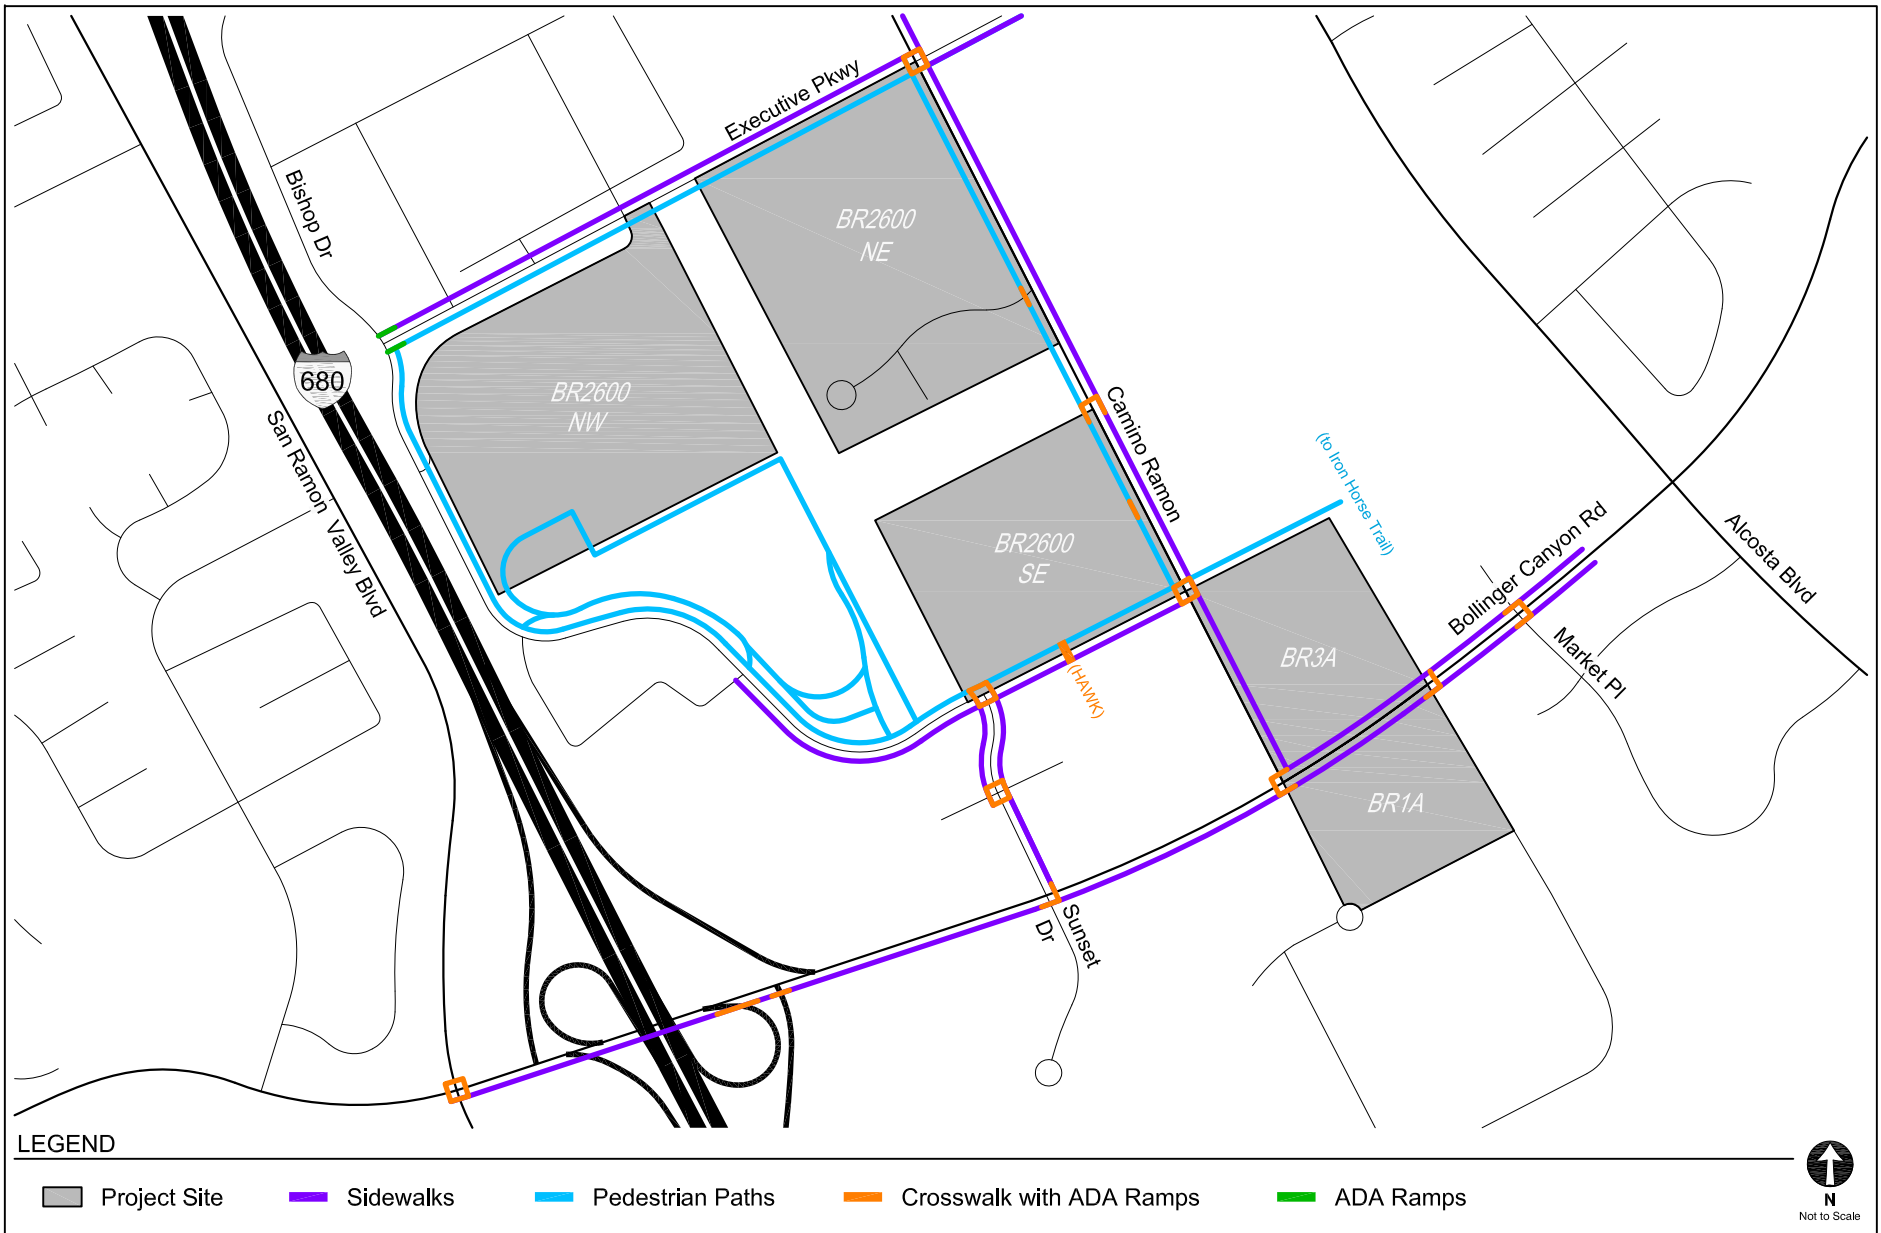 Executive Pkwy
Bishop Dr
BR2600
NE
680
BR2600
NW
San Ramon Valley Blvd
Camino Ramon
(to Iron Horse Trail)
BR2600
SE
Bollinger Canyon Rd
Alcosta Blvd
Market Pl
BR3A
(HAWK)
BR1A
Sunset
Dr
LEGEND
Project Site
Sidewalks
Pedestrian Paths
Crosswalk with ADA Ramps
ADA Ramps
N
Not to Scale